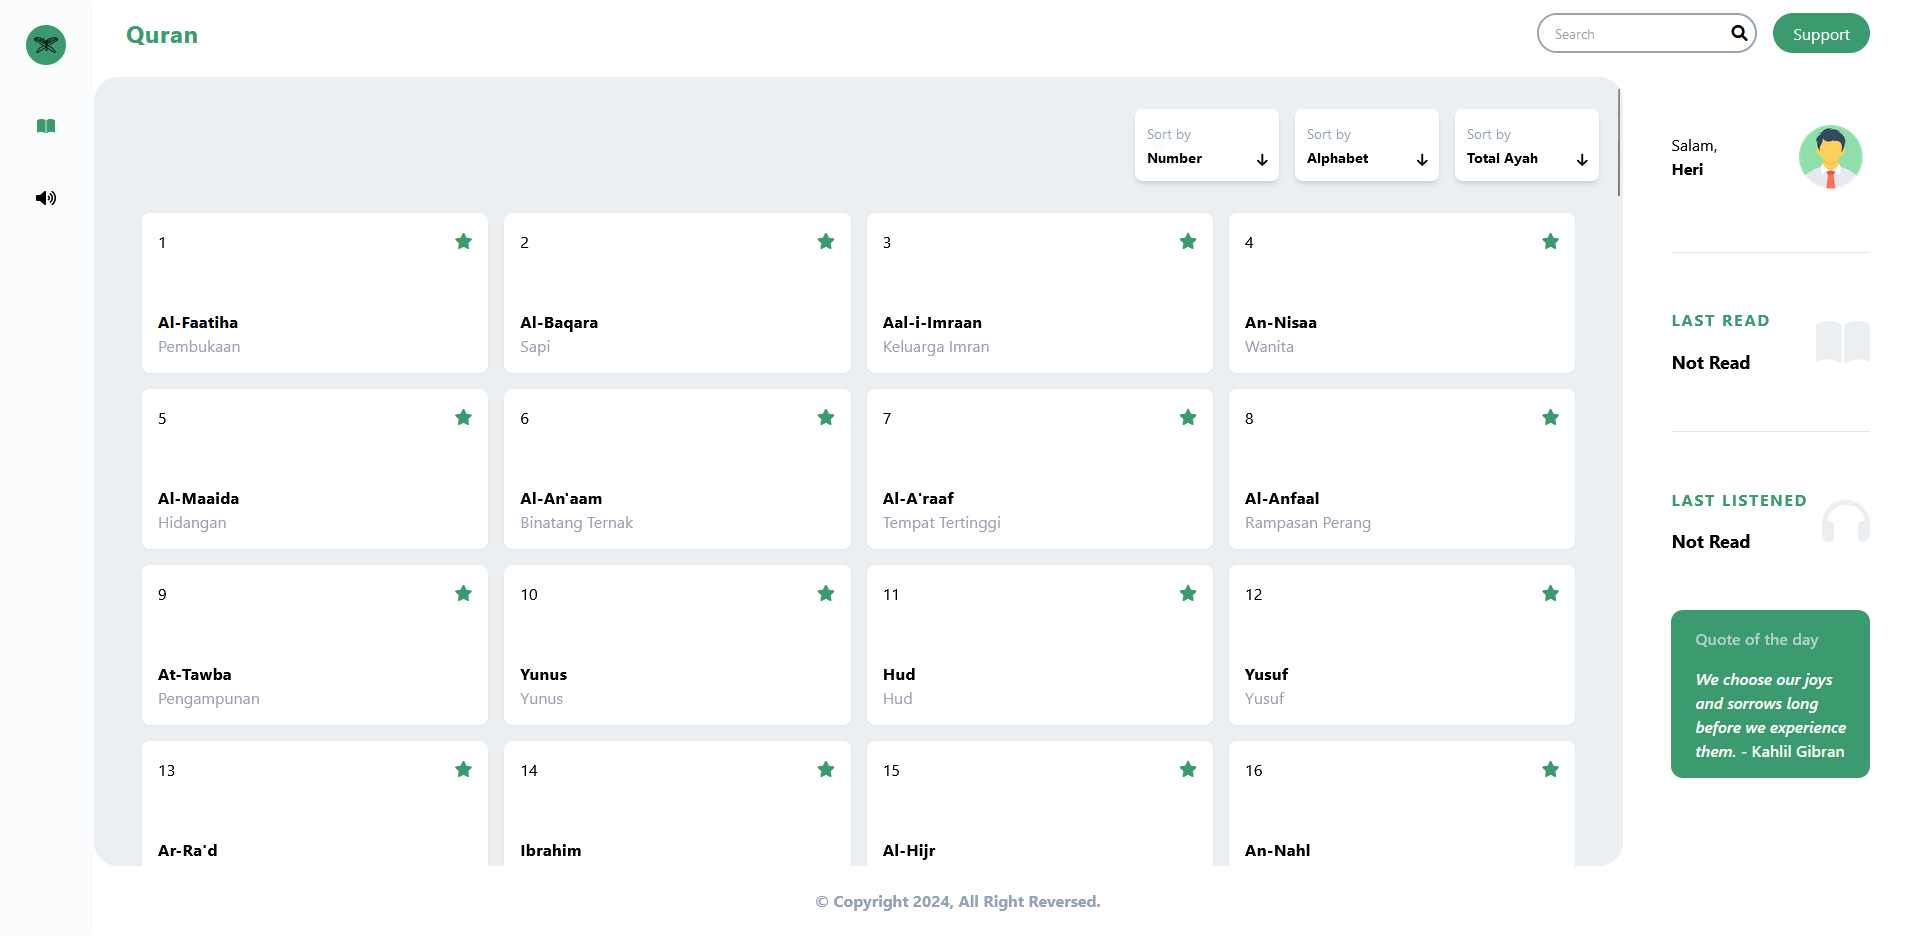 Quran
Search
Support
Sort by
Number
Sort by
Alphabet
Sort by
Total Ayah
Salam,
Heri
1
Al-Faatiha
Pembukaan
2
Al-Baqara
Sapi
3
Aal-i-Imraan
Keluarga Imran
4
An-Nisaa
Wanita
5
Al-Maaida
Hidangan
6
Al-An'aam
Binatang Ternak
7
Al-A'raaf
Tempat Tertinggi
8
Al-Anfaal
Rampasan Perang
9
At-Tawba
Pengampunan
10
Yunus
Yunus
11
Hud
Hud
12
Yusuf
Yusuf
13
Ar-Ra'd
14
Ibrahim
15
Al-Hijr
16
An-Nahl
LAST READ
Not Read
LAST LISTENED
Not Read
Quote of the day
We choose our joys
and sorrows long
before we experience
them. - Kahlil Gibran
© Copyright 2024, All Right Reversed.